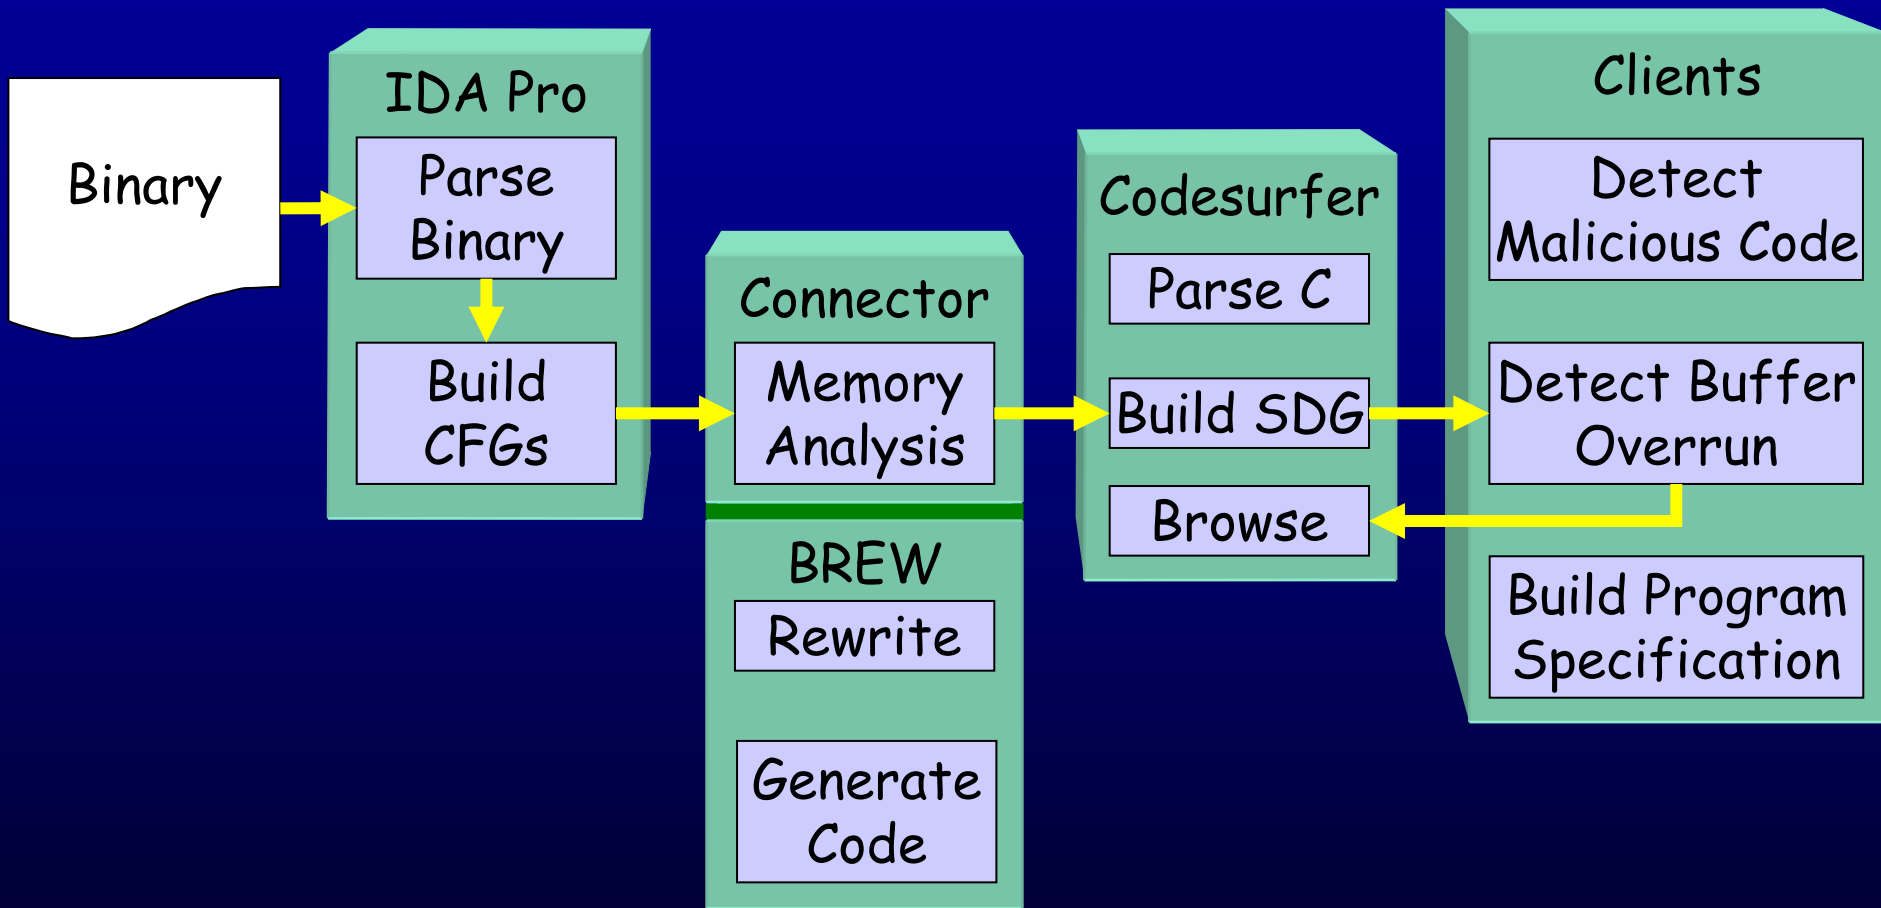 Binary
IDA Pro
Parse
Binary
Build
CFGs
Connector
Memory
Analysis
BREW
Rewrite
Generate
Code
Codesurfer
Parse C
Build SDG
Browse
Clients
Detect
Malicious Code
Detect Buffer
Overrun
Build Program
Specification